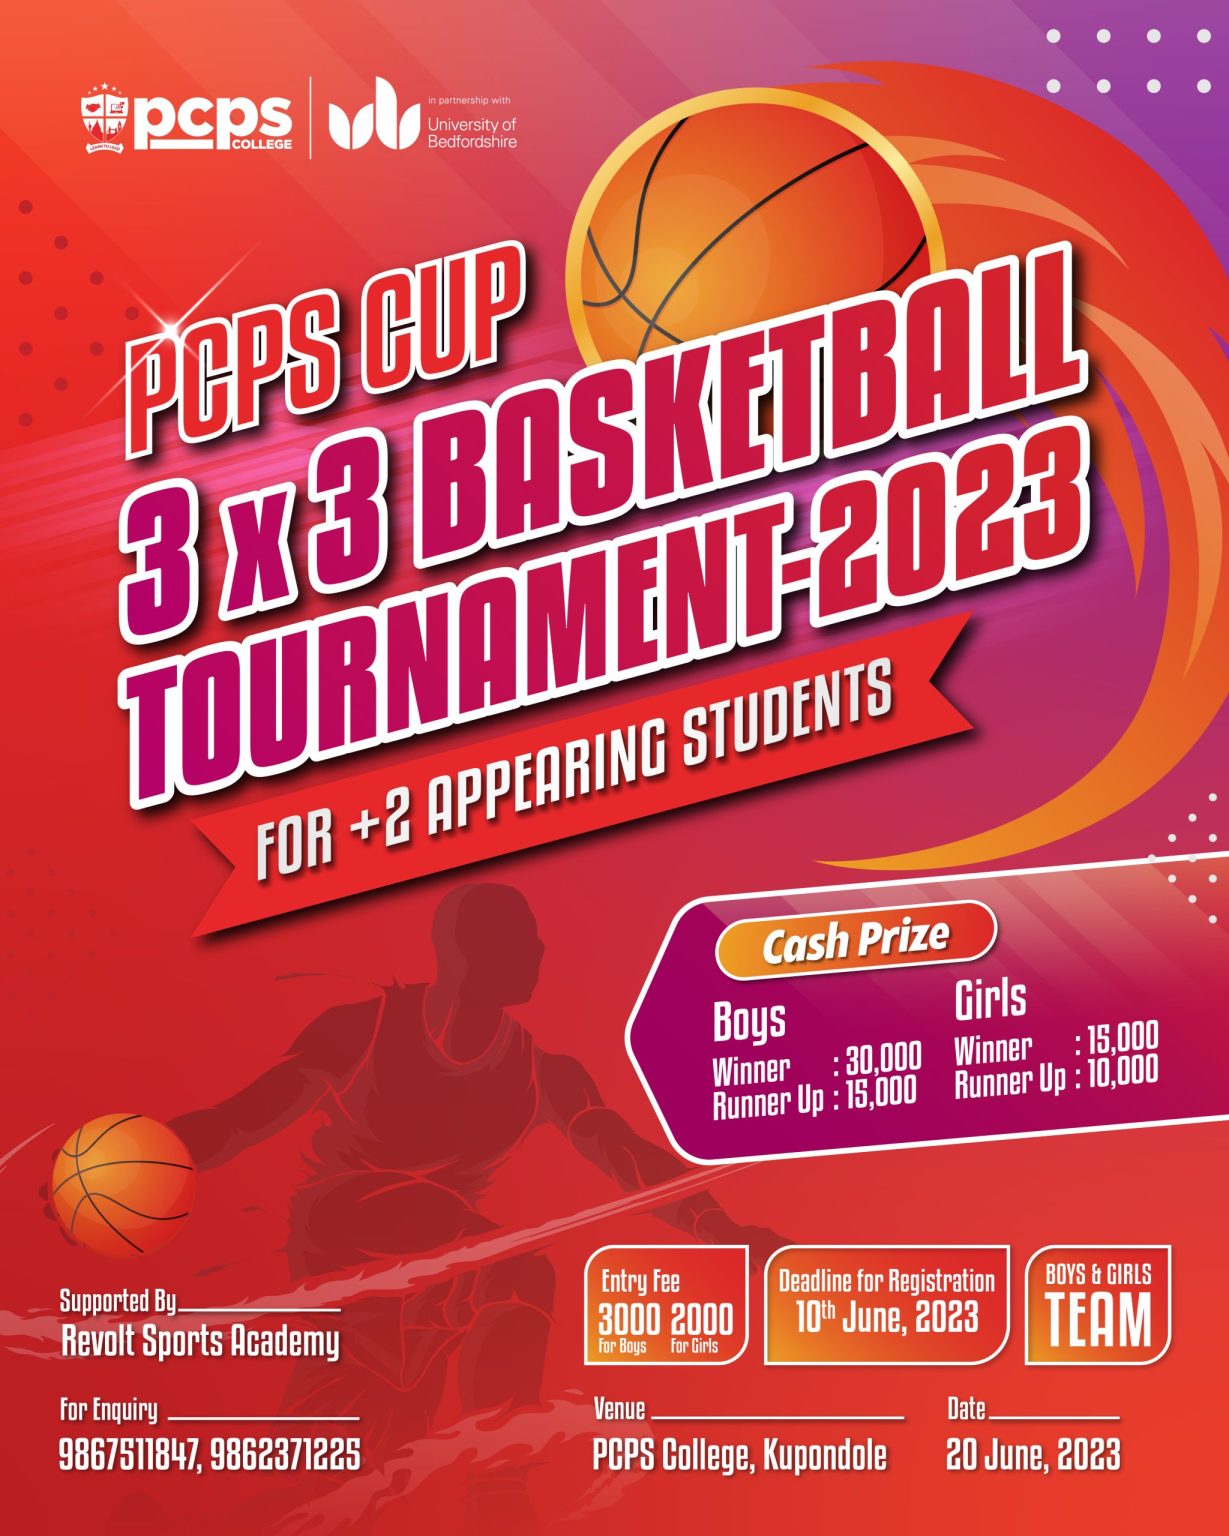 pcps
COLLEGE
LEARN TO LEAD
in partnership with
University of
Bedfordshire
PCPS CUP
3 x 3 BASKETBALL
TOURNAMENT-2023
FOR +2 APPEARING STUDENTS
Cash Prize
Boys
Winner : 30,000
Runner Up : 15,000
Girls
Winner : 15,000
Runner Up : 10,000
Entry Fee
3000 2000
For Boys For Girls
Deadline for Registration
10th June, 2023
BOYS & GIRLS
TEAM
Supported By
Revolt Sports Academy
For Enquiry
9867511847, 9862371225
Venue
PCPS College, Kupondole
Date
20 June, 2023